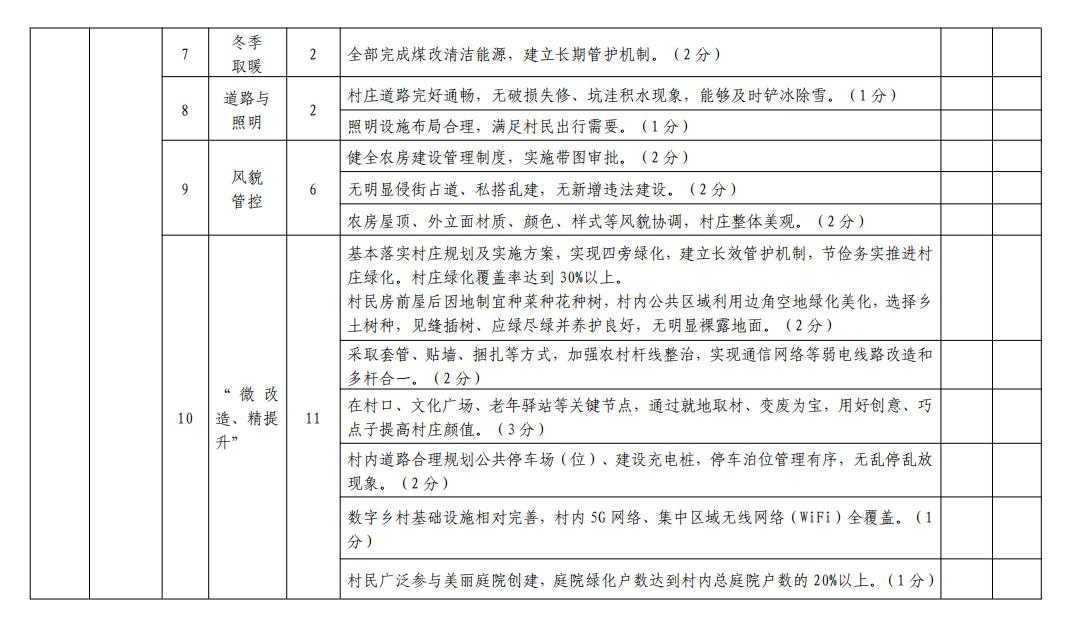 7
冬季
取暖
2
全部完成煤改清洁能源，建立长期管护机制。（2分）
8
道路与
照明
2
村庄道路完好通畅，无破损失修、坑洼积水现象，能够及时铲冰除雪。（1分）
照明设施布局合理，满足村民出行需要。（1分）
9
风貌
管控
6
健全农房建设管理制度，实施带图审批。（2分）
无明显侵街占道、私搭乱建，无新增违法建设。（2分）
农房屋顶、外立面材质、颜色、样式等风貌协调，村庄整体美观。（2分）
10
“微改
造、精提
升”
11
基本落实村庄规划及实施方案，实现四旁绿化，建立长效管护机制，节俭务实推进村
庄绿化。村庄绿化覆盖率达到30%以上。
村民房前屋后因地制宜种菜种花种树，村内公共区域利用边角空地绿化美化，选择乡
土树种，见缝插树、应绿尽绿并养护良好，无明显裸露地面。（2分）
采取套管、贴墙、捆扎等方式，加强农村杆线整治，实现通信网络等弱电线路改造和
多杆合一。（2分）
在村口、文化广场、老年驿站等关键节点，通过就地取材、变废为宝，用好创意、巧
点子提高村庄颜值。（3分）
村内道路合理规划公共停车场（位）、建设充电桩，停车泊位管理有序，无乱停乱放
现象。（2分）
数字乡村基础设施相对完善，村内5G网络、集中区域无线网络（WiFi）全覆盖。（1
分）
村民广泛参与美丽庭院创建，庭院绿化户数达到村内总庭院户数的20%以上。（1分）